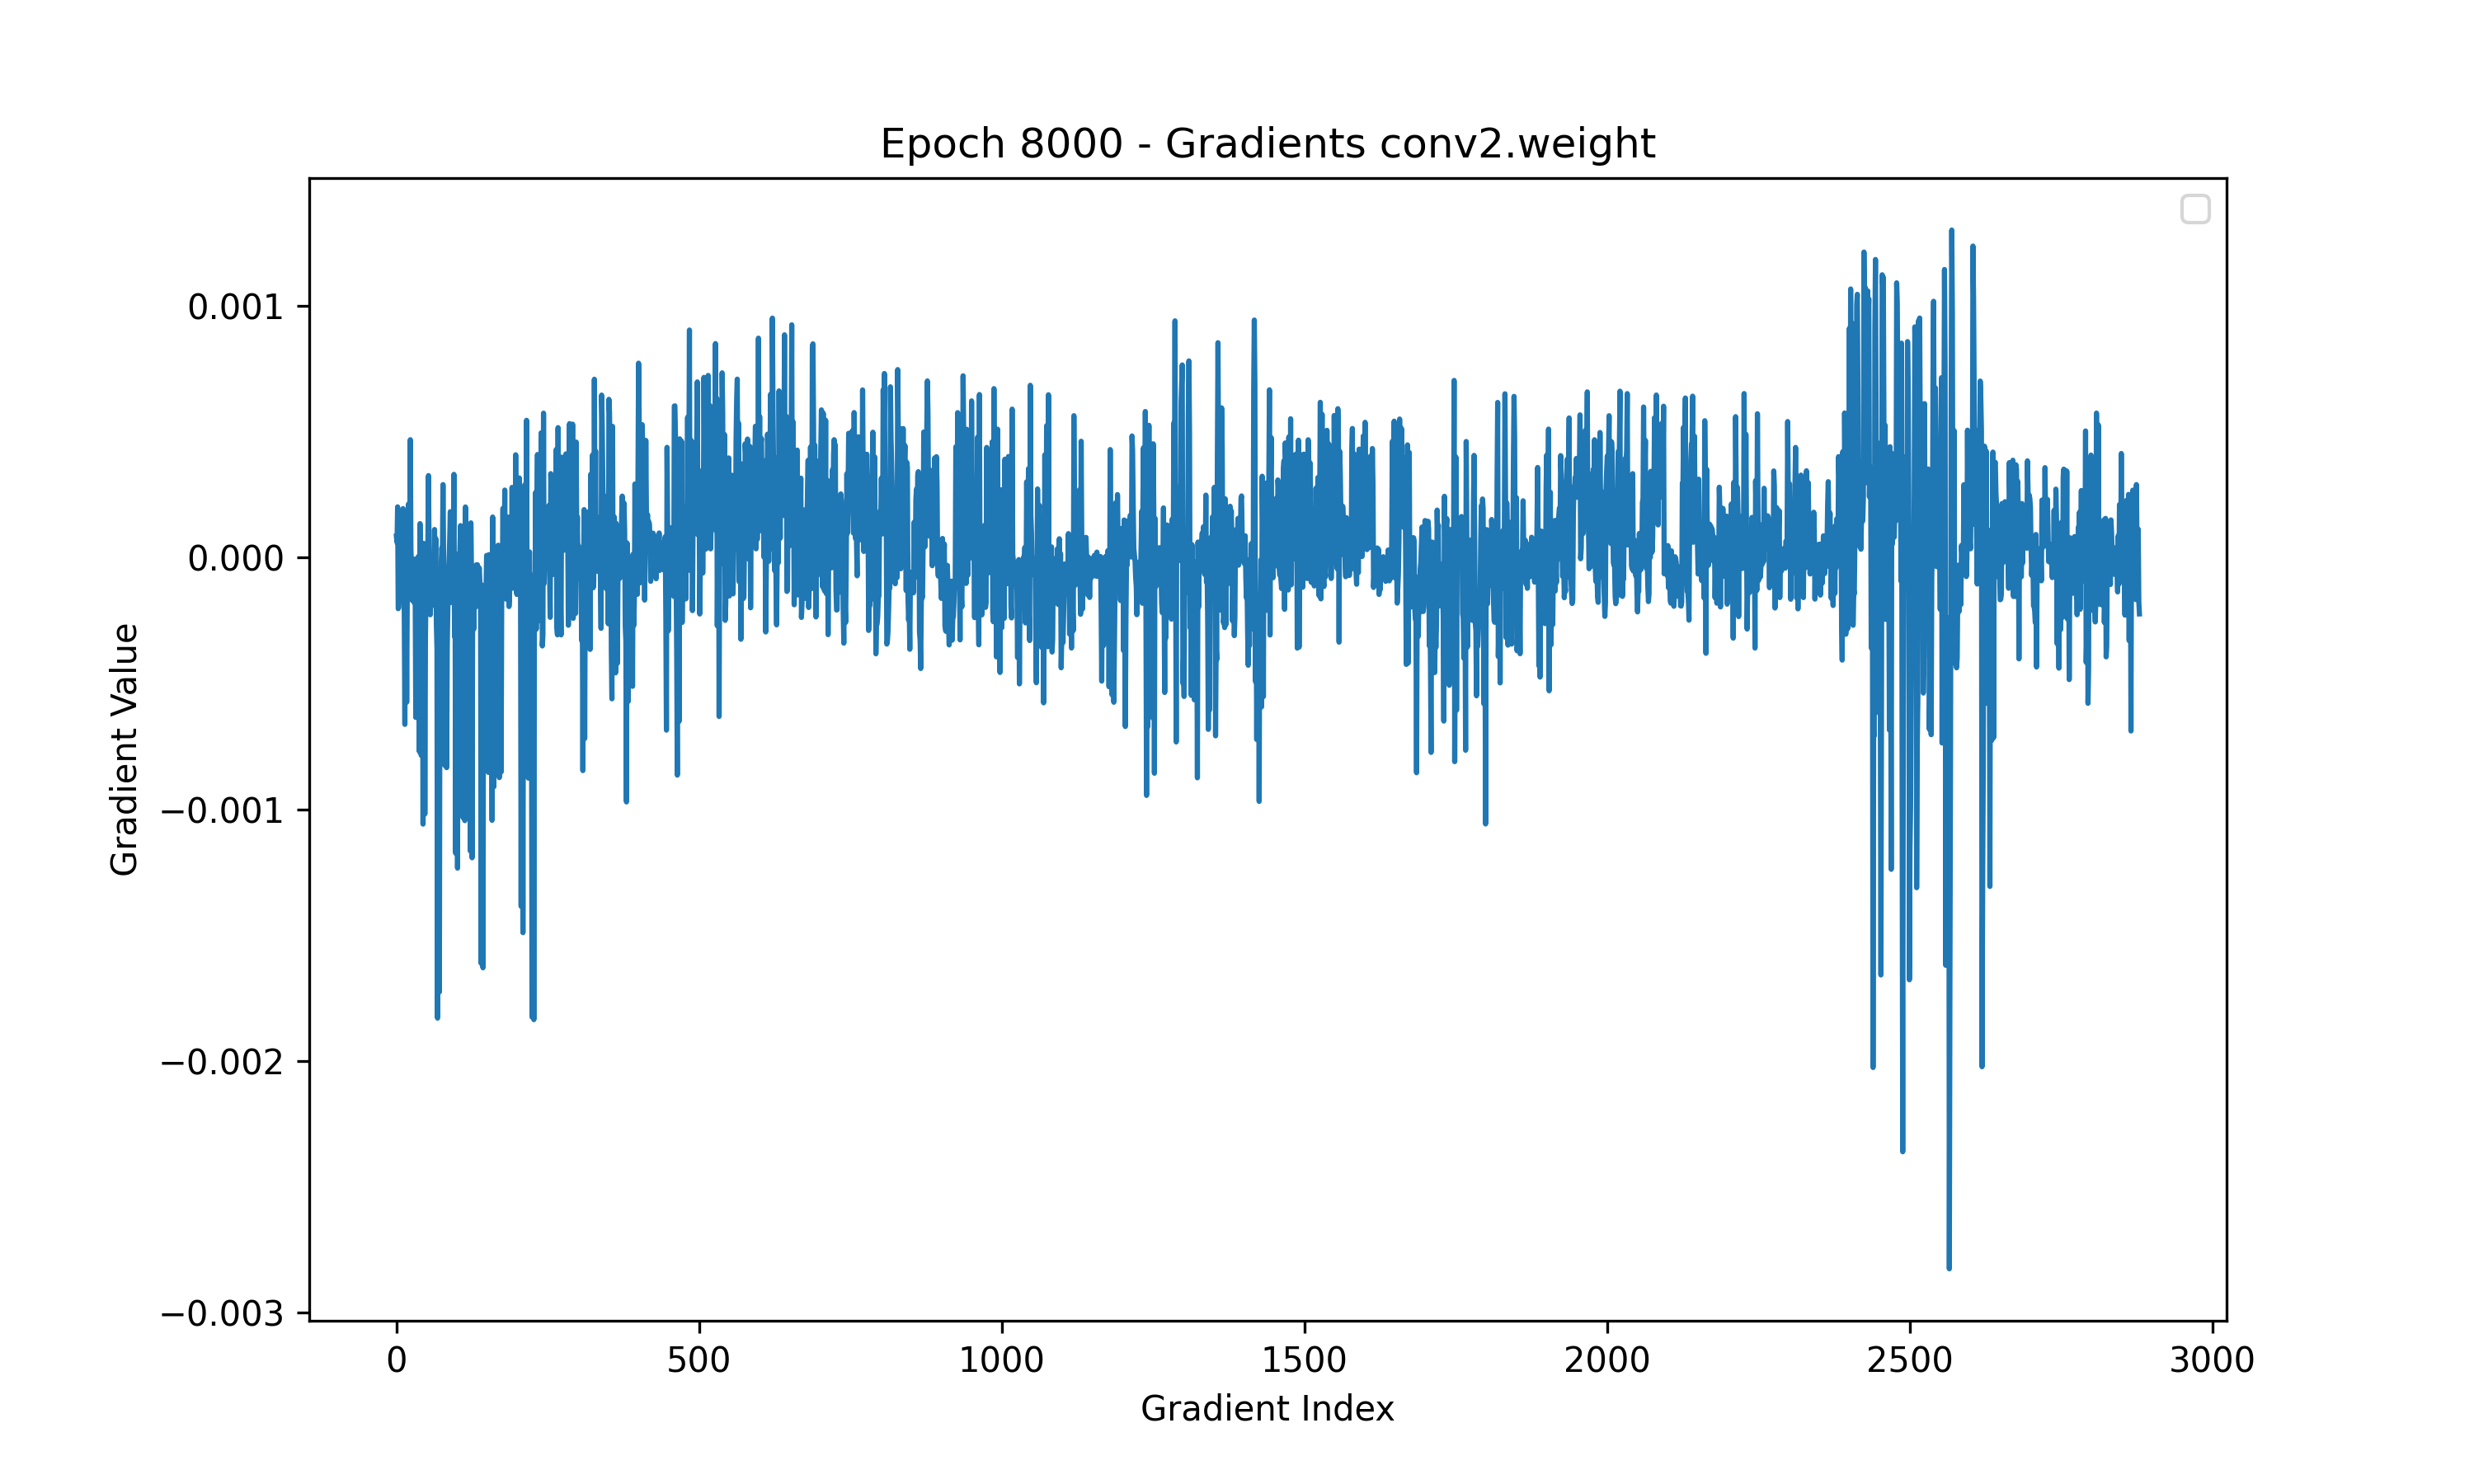 Epoch 8000 - Gradients conv2.weight
0.001
0.000
−0.001
−0.002
−0.003
Gradient Value
0 500 1000 1500 2000 2500 3000
Gradient Index